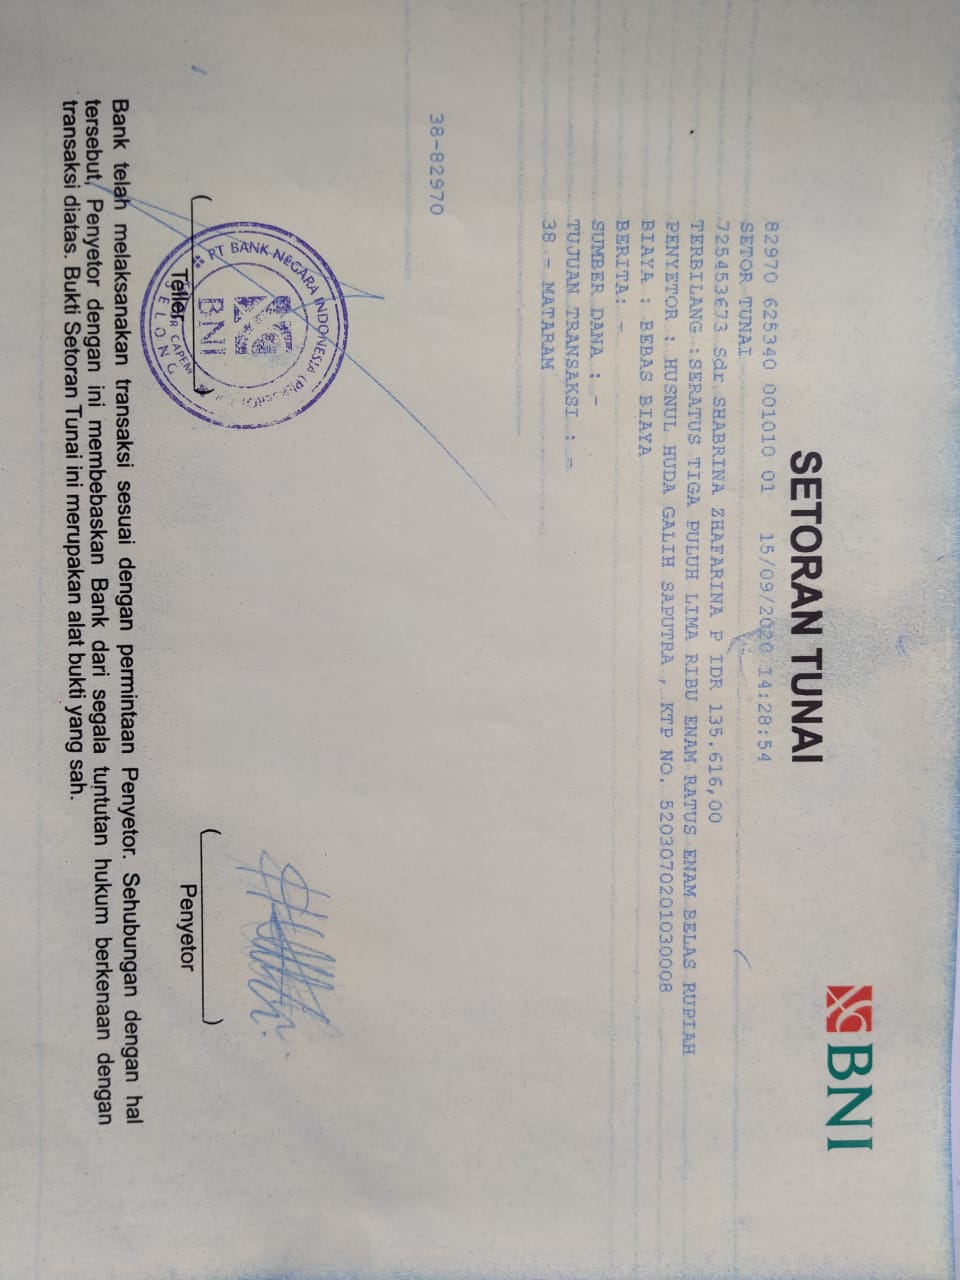 BNI
SETORAN TUNAI
82970 625340 001010 01 15/09/2020 14:28:54
SETOR TUNAI
725453673 Sdr SHABRINA ZHAFARINA P IDR 135.616,00
TERBILANG :SERATUS TIGA PULUH LIMA RIBU ENAM RATUS ENAM BELAS RUPIAH
PENYETOR : HUSNUL HUDA GALIH SAPUTRA , KTP NO. 5203070201030008
BIAYA : BEBAS BIAYA
BERITA: -
SUMBER DANA : -
TUJUAN TRANSAKSI : -
38 - MATARAM
38-82970
PT BANK NEGARA INDONESIA
BNI
CAPEM
SELONG
( )
Teller
( )
Penyetor
Bank telah melaksanakan transaksi sesuai dengan permintaan Penyetor. Sehubungan dengan hal
tersebut, Penyetor dengan ini membebaskan Bank dari segala tuntutan hukum berkenaan dengan
transaksi diatas. Bukti Setoran Tunai ini merupakan alat bukti yang sah.